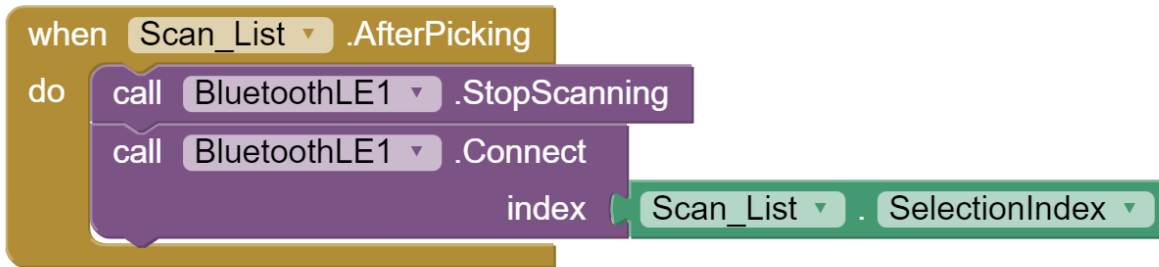 when Scan_List .AfterPicking
do call BluetoothLE1 .StopScanning
call BluetoothLE1 .Connect
index Scan_List . SelectionIndex